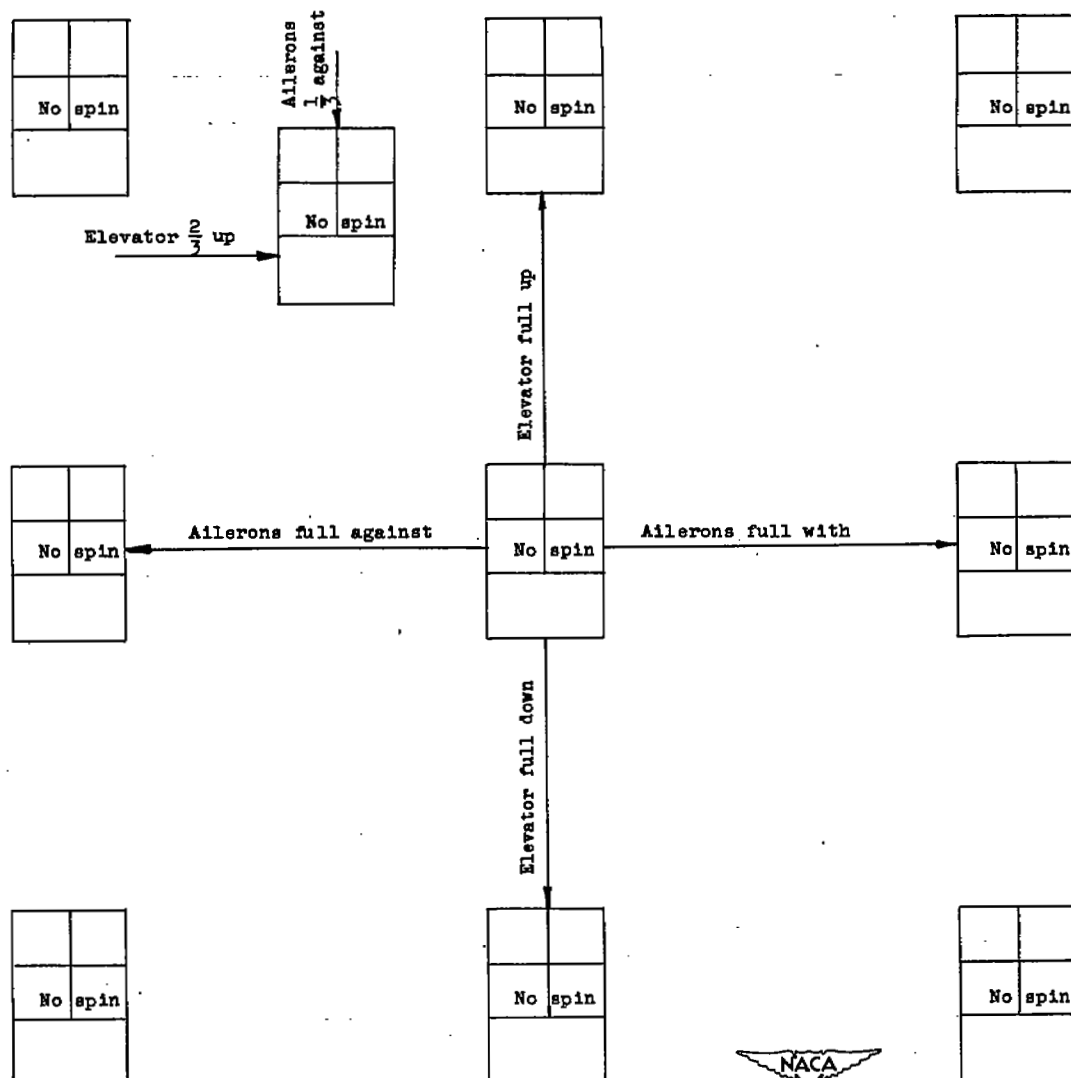 Ailerons
1/3 against
No spin
No spin
No spin
No spin
Elevator 2/3 up
Elevator full up
Ailerons full against
Ailerons full with
No spin
No spin
No spin
Elevator full down
No spin
No spin
No spin
NACA